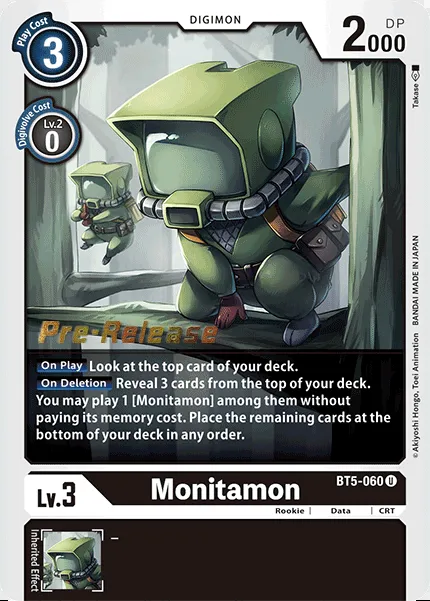 Play Cost
3
DIGIMON
DP
2000
Digivolve Cost
Lv.2
0
Takase
Pre-Release
On Play Look at the top card of your deck.
On Deletion Reveal 3 cards from the top of your deck.
You may play 1 [Monitamon] among them without
paying its memory cost. Place the remaining cards at the
bottom of your deck in any order.
© Akiyoshi Hongo, Toei Animation BANDAI MADE IN JAPAN
Lv.3
Monitamon
BT5-060 U
Rookie | Data | CRT
Inherited Effect
–